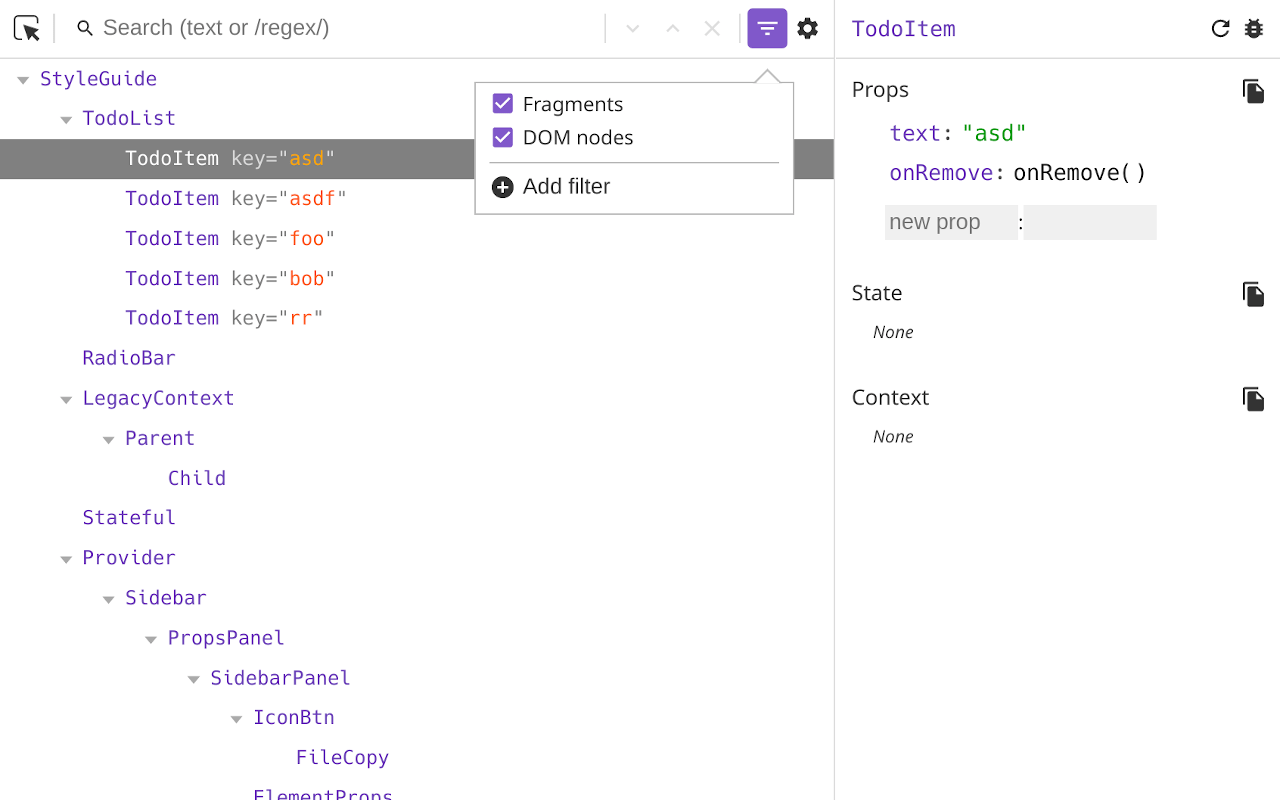 Search (text or /regex/)
StyleGuide
TodoList
TodoItem key="asd"
TodoItem key="asdf"
TodoItem key="foo"
TodoItem key="bob"
TodoItem key="rr"
RadioBar
LegacyContext
Parent
Child
Stateful
Provider
Sidebar
PropsPanel
SidebarPanel
IconBtn
FileCopy
ElementProps
Fragments
DOM nodes
Add filter
TodoItem
Props
text: "asd"
onRemove: onRemove()
new prop :
State
None
Context
None